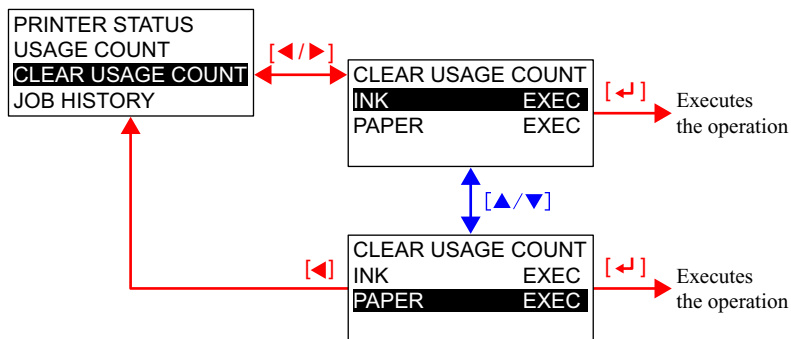 PRINTER STATUS
USAGE COUNT
CLEAR USAGE COUNT
JOB HISTORY
[◀/▶]
CLEAR USAGE COUNT
INK EXEC
PAPER EXEC
[↵]
Executes
the operation
[▲/▼]
CLEAR USAGE COUNT
INK EXEC
PAPER EXEC
[◀]
[↵]
Executes
the operation